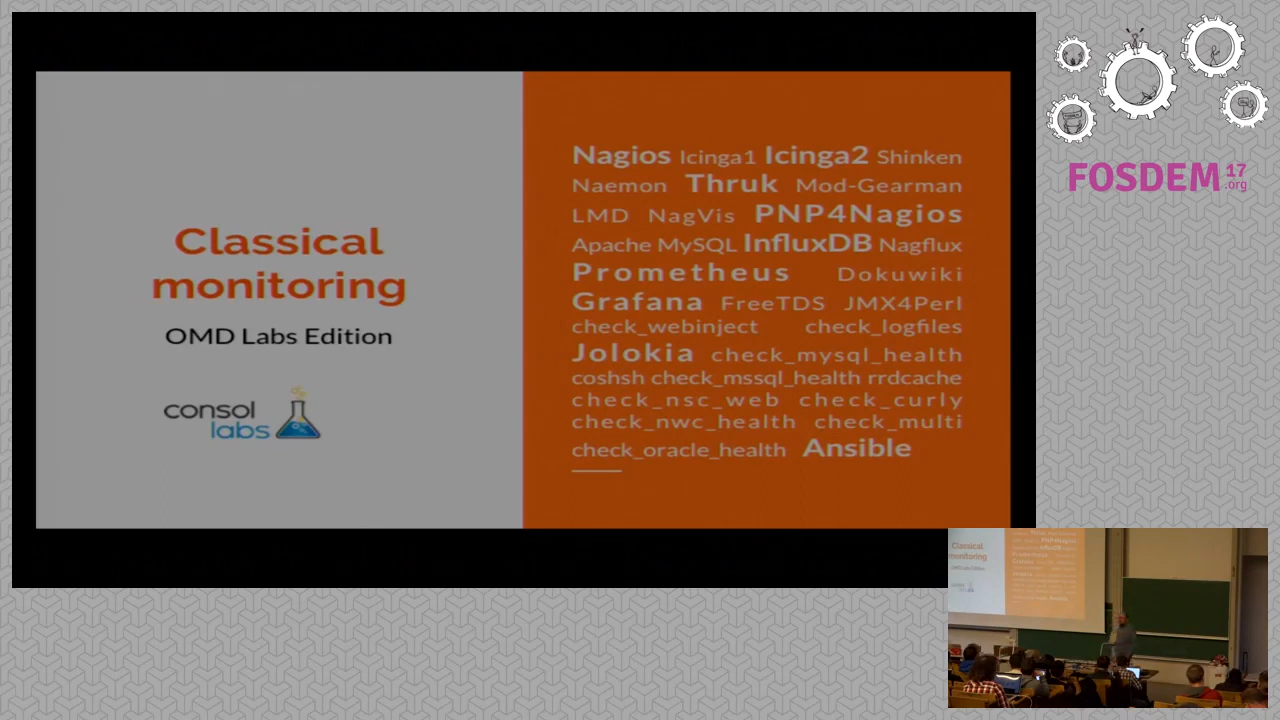 Classical
monitoring
OMD Labs Edition
consol
labs
Nagios Icinga1 Icinga2 Shinken
Naemon Thruk Mod-Gearman
LMD NagVis PNP4Nagios
Apache MySQL InfluxDB Nagflux
Prometheus Dokuwiki
Grafana FreeTDS JMX4Perl
check_webinject check_logfiles
Jolokia check_mysql_health
coshsh check_mssql_health rrdcache
check_nsc_web check_curly
check_nwc_health check_multi
check_oracle_health Ansible
FOSDEM 17
.org
Classical
monitoring